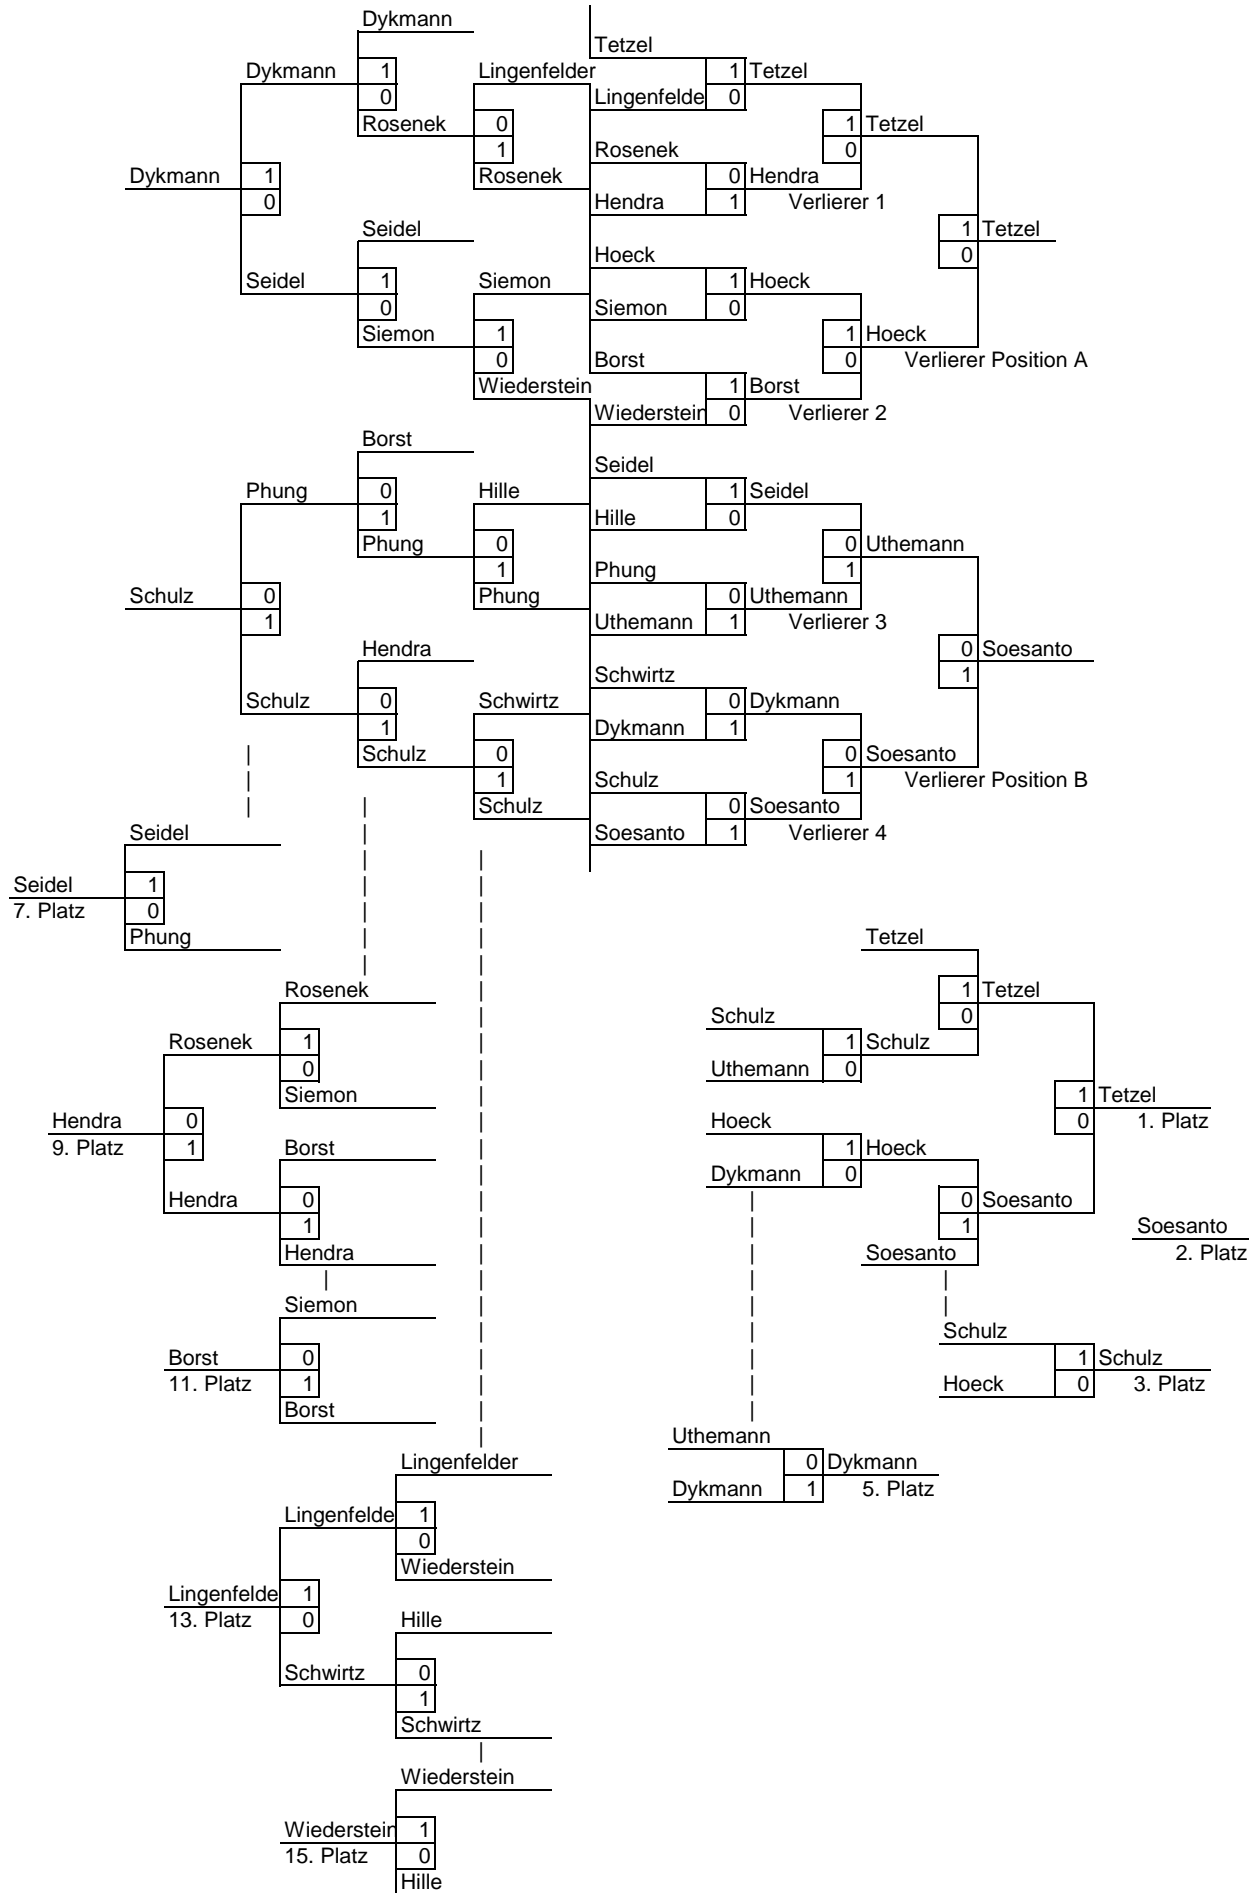 Dykmann
Tetzel
Dykmann 1 Lingenfelder 1 Tetzel
0 Lingenfelde 0
Rosenek 0 1 Tetzel
1 Rosenek 0
Dykmann 1 Rosenek 0 Hendra
0 Hendra 1 Verlierer 1
Seidel 1 Tetzel
Hoeck 0
Seidel 1 Siemon 1 Hoeck
0 Siemon 0
Siemon 1 1 Hoeck
0 Borst 0 Verlierer Position A
Wiederstein 1 Borst
Wiederstein 0 Verlierer 2
Borst
Seidel
Phung 0 Hille 1 Seidel
1 Hille 0
Phung 0 0 Uthemann
1 Phung 1
Schulz 0 Phung 0 Uthemann
1 Uthemann 1 Verlierer 3
Hendra 0 Soesanto
Schwirtz 1
Schulz 0 Schwirtz 0 Dykmann
1 Dykmann 1
Schulz 0 0 Soesanto
1 Schulz 1 Verlierer Position B
Schulz 0 Soesanto
Seidel Soesanto 1 Verlierer 4
Seidel 1
7. Platz 0
Phung Tetzel
Rosenek 1 Tetzel
Schulz 0
Rosenek 1 1 Schulz
0 Uthemann 0
Siemon 1 Tetzel
Hendra 0 Hoeck 0 1. Platz
9. Platz 1 Borst 1 Hoeck
Dykmann 0
Hendra 0 0 Soesanto
1 1 Soesanto
Hendra Soesanto 2. Platz
Siemon
Schulz
Borst 0 1 Schulz
11. Platz 1 Hoeck 0 3. Platz
Borst
Uthemann
Lingenfelder 0 Dykmann
Dykmann 1 5. Platz
Lingenfelde 1
0
Wiederstein
Lingenfelde 1
13. Platz 0 Hille
Schwirtz 0
1
Schwirtz
Wiederstein
Wiederstein 1
15. Platz 0
Hille